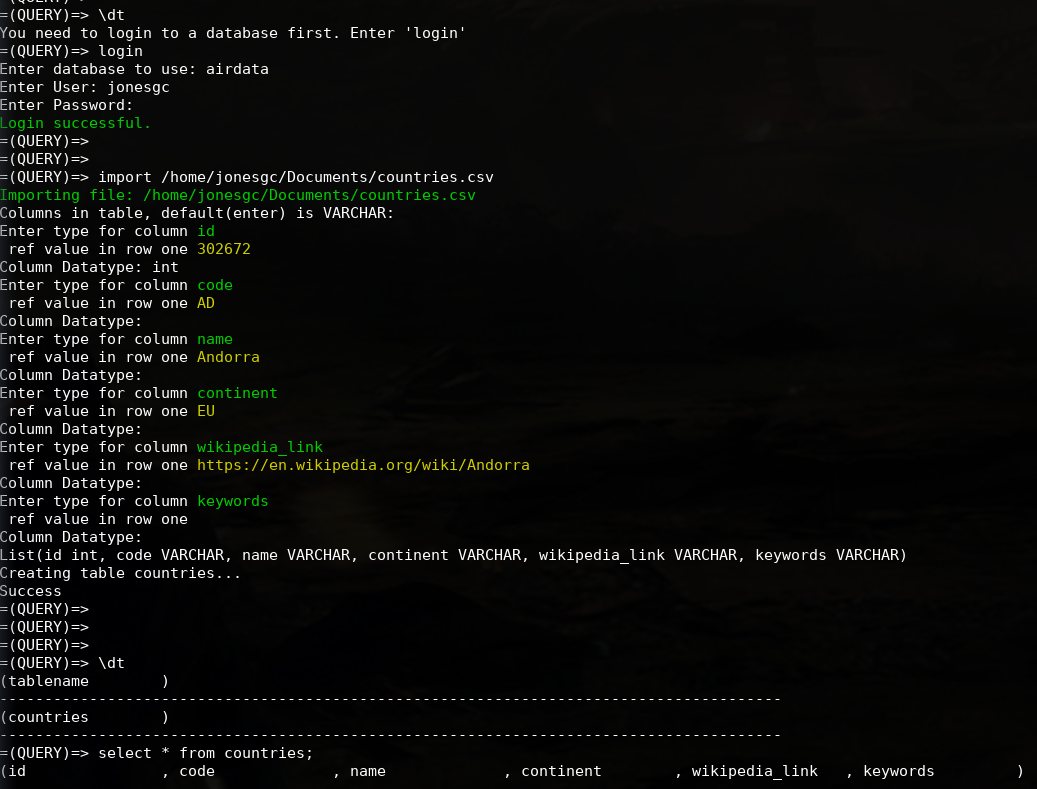 =(QUERY)=> \dt
You need to login to a database first. Enter 'login'
=(QUERY)=> login
Enter database to use: airdata
Enter User: jonesgc
Enter Password:
Login successful.
=(QUERY)=>
=(QUERY)=>
=(QUERY)=> import /home/jonesgc/Documents/countries.csv
Importing file: /home/jonesgc/Documents/countries.csv
Columns in table, default(enter) is VARCHAR:
Enter type for column id
 ref value in row one 302672
Column Datatype: int
Enter type for column code
 ref value in row one AD
Column Datatype:
Enter type for column name
 ref value in row one Andorra
Column Datatype:
Enter type for column continent
 ref value in row one EU
Column Datatype:
Enter type for column wikipedia_link
 ref value in row one https://en.wikipedia.org/wiki/Andorra
Column Datatype:
Enter type for column keywords
 ref value in row one
Column Datatype:
List(id int, code VARCHAR, name VARCHAR, continent VARCHAR, wikipedia_link VARCHAR, keywords VARCHAR)
Creating table countries...
Success
=(QUERY)=>
=(QUERY)=>
=(QUERY)=>
=(QUERY)=> \dt
(tablename        )
---------------------------------------------------------------------------------------
(countries        )
---------------------------------------------------------------------------------------
=(QUERY)=> select * from countries;
(id               , code             , name             , continent        , wikipedia_link   , keywords         )